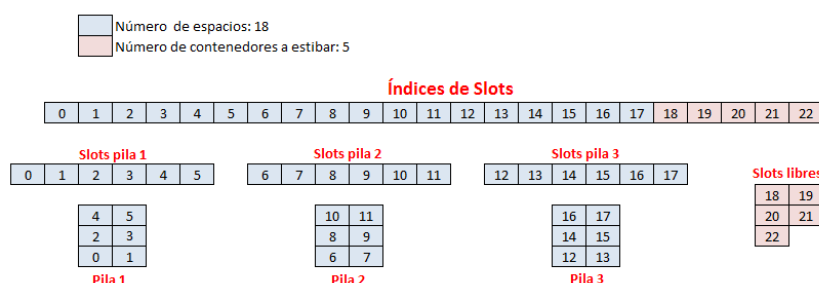 Número de espacios: 18
Número de contenedores a estibar: 5
Índices de Slots
0 1 2 3 4 5 6 7 8 9 10 11 12 13 14 15 16 17 18 19 20 21 22
Slots pila 1 Slots pila 2 Slots pila 3
0 1 2 3 4 5 6 7 8 9 10 11 12 13 14 15 16 17 Slots libres
18 19
4 5 10 11 16 17 20 21
2 3 8 9 14 15 22
0 1 6 7 12 13
Pila 1 Pila 2 Pila 3